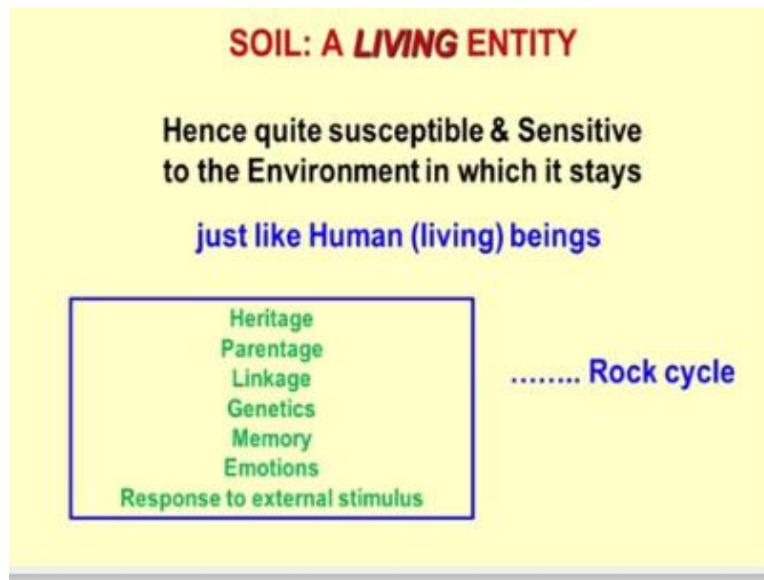 SOIL: A LIVING ENTITY
Hence quite susceptible & Sensitive
to the Environment in which it stays
just like Human (living) beings
Heritage
Parentage
Linkage
Genetics
Memory
Emotions
Response to external stimulus
........ Rock cycle